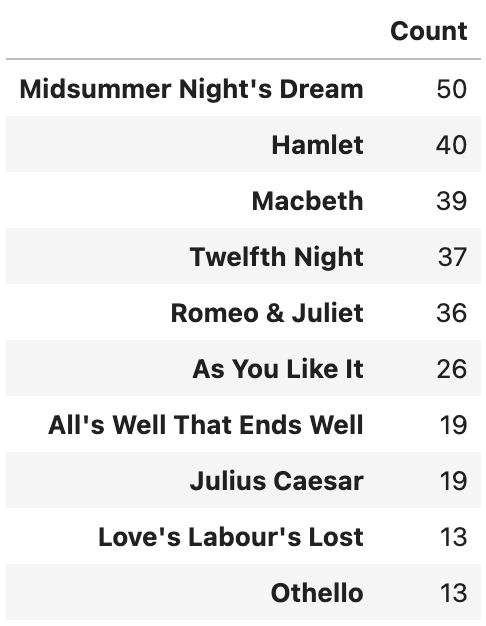 Count
Midsummer Night's Dream 50
Hamlet 40
Macbeth 39
Twelfth Night 37
Romeo & Juliet 36
As You Like It 26
All's Well That Ends Well 19
Julius Caesar 19
Love's Labour's Lost 13
Othello 13